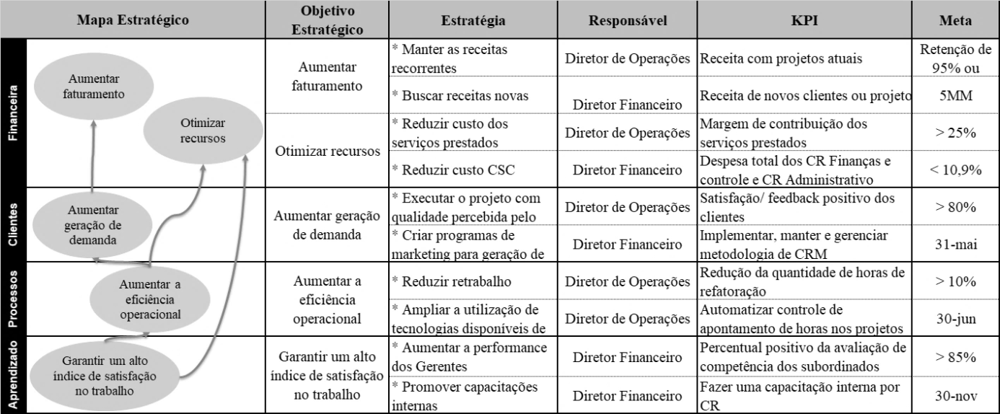 Mapa Estratégico
Objetivo
Estratégico
Estratégia
Responsável
KPI
Meta
Financeira
Aumentar
faturamento
Otimizar
recursos
Aumentar
faturamento
* Manter as receitas
recorrentes
Diretor de Operações
Receita com projetos atuais
Retenção de
95% ou
* Buscar receitas novas
Diretor Financeiro
Receita de novos clientes ou projeto
5MM
Otimizar recursos
* Reduzir custo dos
serviços prestados
Diretor de Operações
Margem de contribuição dos
serviços prestados
> 25%
* Reduzir custo CSC
Diretor Financeiro
Despesa total dos CR Finanças e
controle e CR Administrativo
< 10,9%
Clientes
Aumentar
geração de
demanda
Aumentar geração
de demanda
* Executar o projeto com
qualidade percebida pelo
Diretor de Operações
Satisfação/ feedback positivo dos
clientes
> 80%
* Criar programas de
marketing para geração de
Diretor Financeiro
Implementar, manter e gerenciar
metodologia de CRM
31-mai
Processos
Aumentar a
eficiência
operacional
Aumentar a
eficiência
operacional
* Reduzir retrabalho
Diretor de Operações
Redução da quantidade de horas de
refatoração
> 10%
* Ampliar a utilização de
tecnologias disponíveis de
Diretor de Operações
Automatizar controle de
apontamento de horas nos projetos
30-jun
Aprendizado
Garantir um alto
índice de satisfação
no trabalho
Garantir um alto
índice de satisfação
no trabalho
* Aumentar a performance
dos Gerentes
Diretor Financeiro
Percentual positivo da avaliação de
competência dos subordinados
> 85%
* Promover capacitações
internas
Diretor Financeiro
Fazer uma capacitação interna por
CR
30-nov